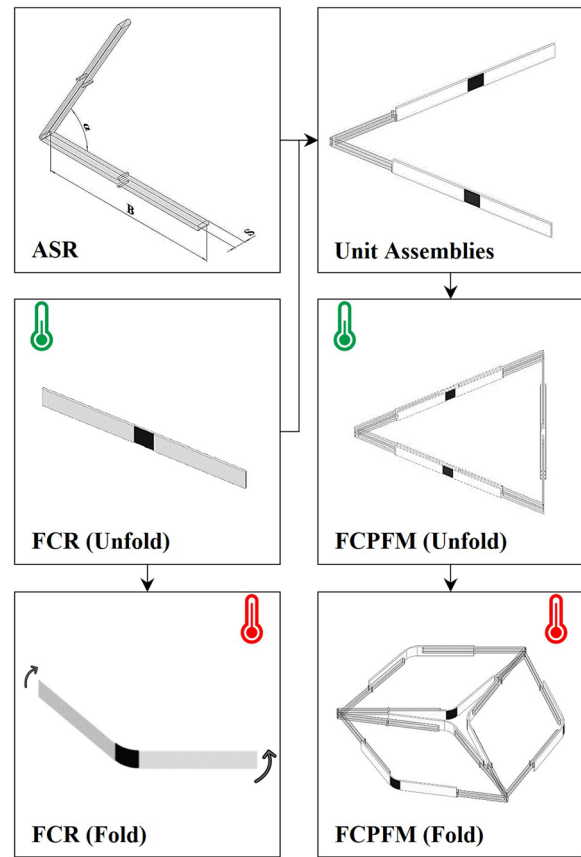 α
B
S
ASR
Unit Assemblies
FCR (Unfold)
FCPFM (Unfold)
FCR (Fold)
FCPFM (Fold)